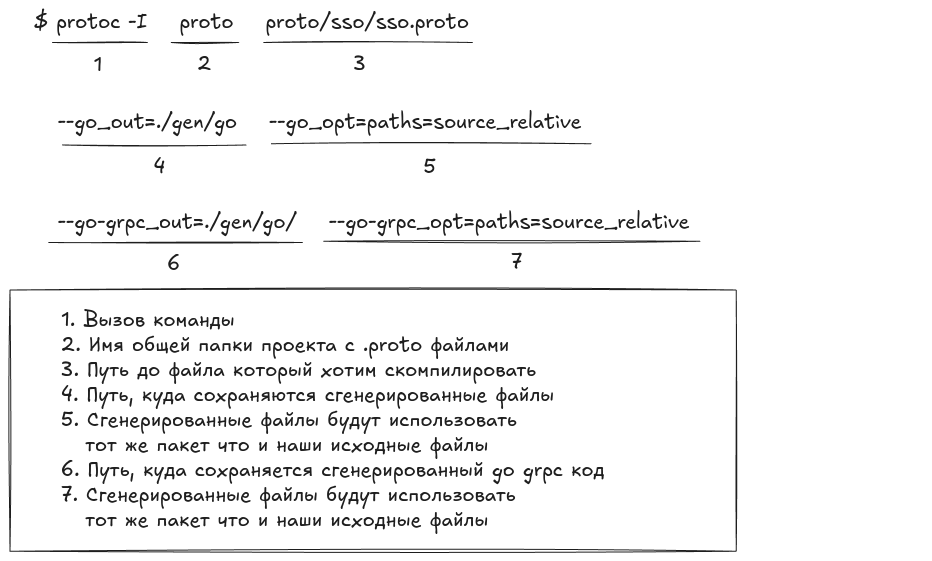 $ protoc -I proto proto/sso/sso.proto
1 2 3
--go_out=./gen/go --go_opt=paths=source_relative
4 5
--go-grpc_out=./gen/go/ --go-grpc_opt=paths=source_relative
6 7
1. Вызов команды
2. Имя общей папки проекта с .proto файлами
3. Путь до файла который хотим скомпилировать
4. Путь, куда сохраняются сгенерированные файлы
5. Сгенерированные файлы будут использовать
тот же пакет что и наши исходные файлы
6. Путь, куда сохраняется сгенерированный go grpc код
7. Сгенерированные файлы будут использовать
тот же пакет что и наши исходные файлы